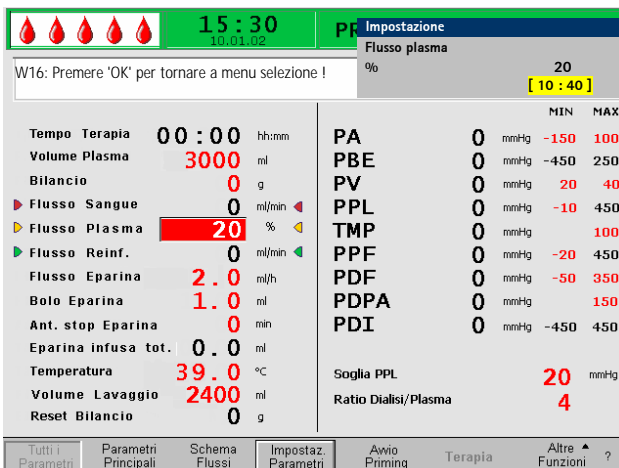 15:30
10.01.02
PR
Impostazione
Flusso plasma
% 20
[ 10 : 40 ]
W16: Premere 'OK' per tornare a menu selezione !
MIN MAX
Tempo Terapia 00:00 hh:mm
Volume Plasma 3000 ml
Bilancio 0 g
Flusso Sangue 0 ml/min
Flusso Plasma 20 %
Flusso Reinf. 0 ml/min
Flusso Eparina 2.0 ml/h
Bolo Eparina 1.0 ml
Ant. stop Eparina 0 min
Eparina infusa tot. 0.0 ml
Temperatura 39.0 °C
Volume Lavaggio 2400 ml
Reset Bilancio 0 g
PA 0 mmHg -150 100
PBE 0 mmHg -450 250
PV 0 mmHg 20 40
PPL 0 mmHg -10 450
TMP 0 mmHg 100
PPF 0 mmHg -20 450
PDF 0 mmHg -50 350
PDPA 0 mmHg 150
PDI 0 mmHg -450 450
Soglia PPL 20 mmHg
Ratio Dialisi/Plasma 4
Tutti i Parametri
Parametri Principali
Schema Flussi
Impostaz. Parametri
Avvio Priming
Terapia
Altre Funzioni
?